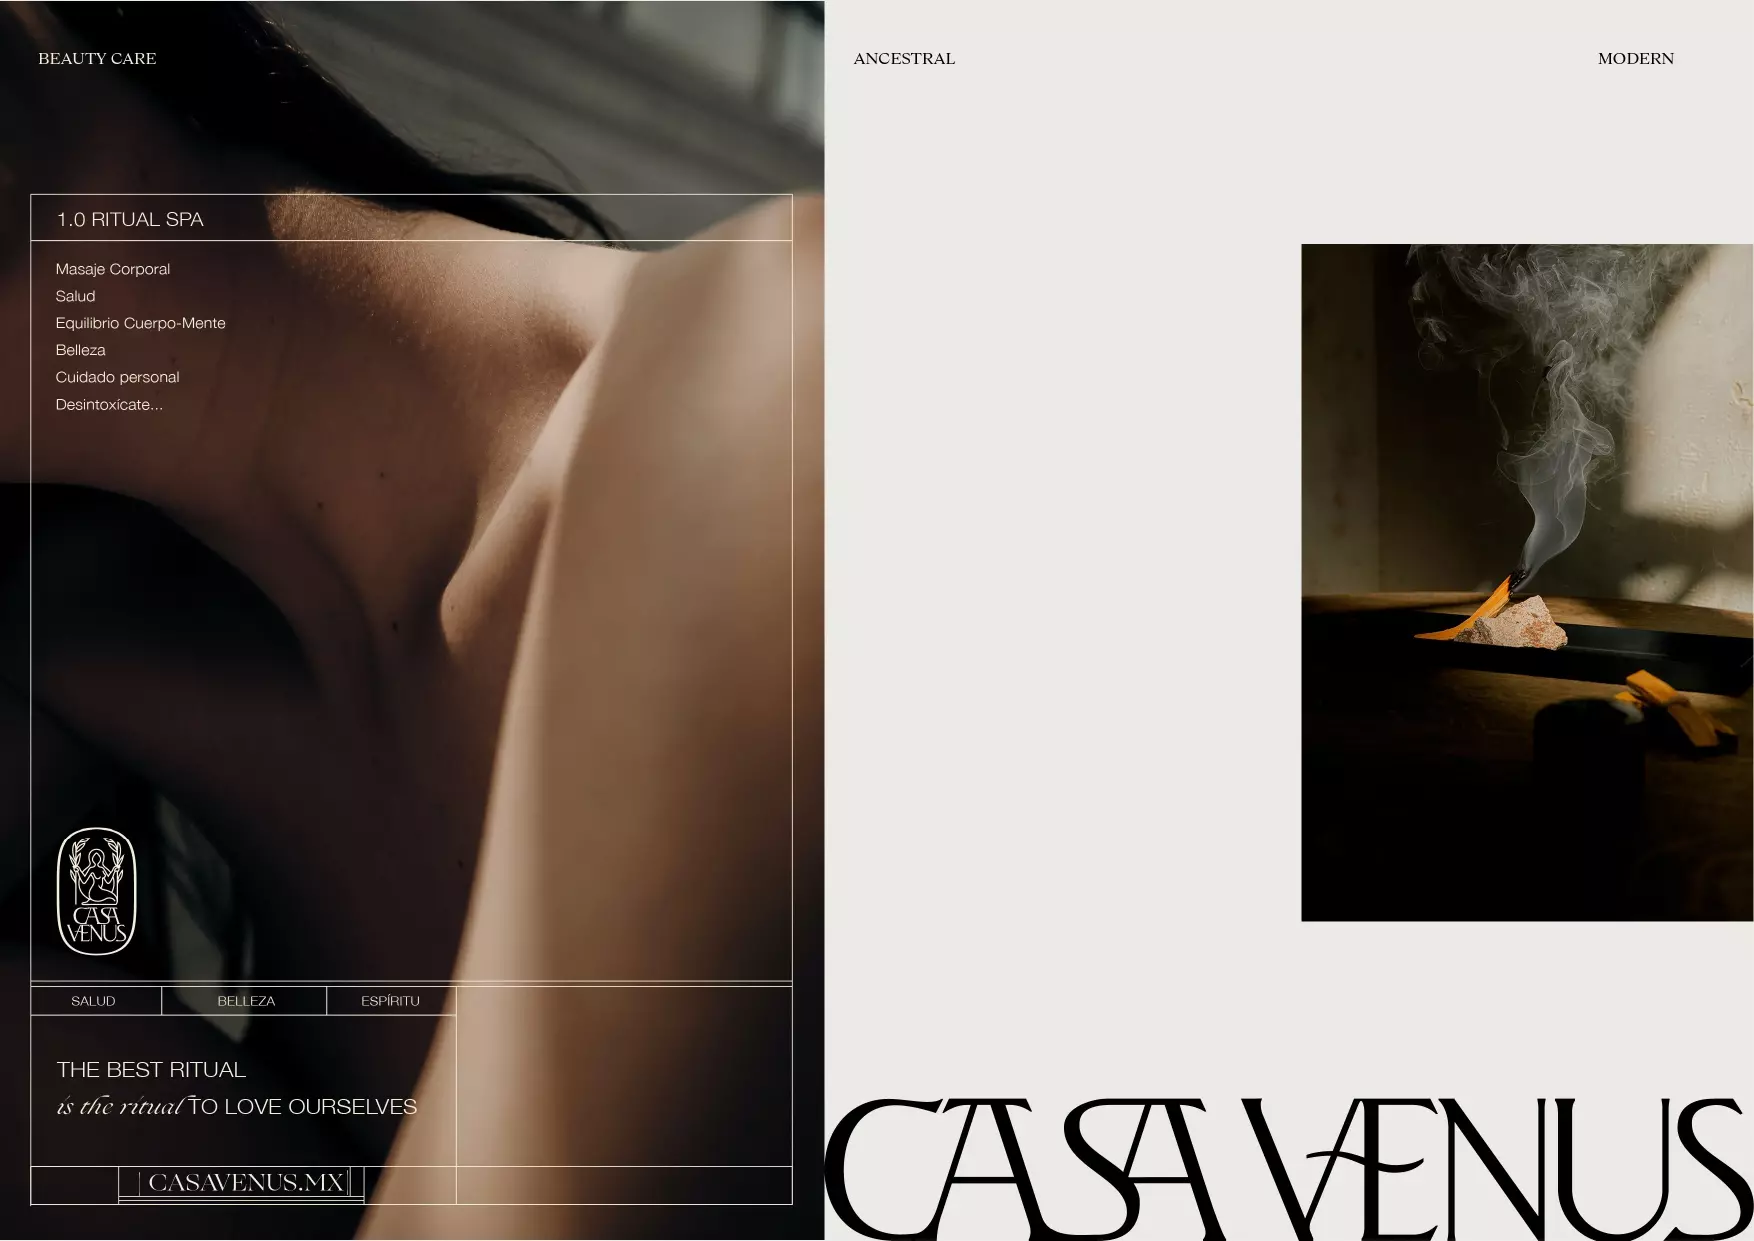 BEAUTY CARE
ANCESTRAL
MODERN
1.0 RITUAL SPA
Masaje Corporal
Salud
Equilibrio Cuerpo-Mente
Belleza
Cuidado personal
Desintoxícate...
CASA
VENUS
SALUD
BELLEZA
ESPÍRITU
THE BEST RITUAL
is the ritual TO LOVE OURSELVES
CASAVENUS.MX
CASA VENUS